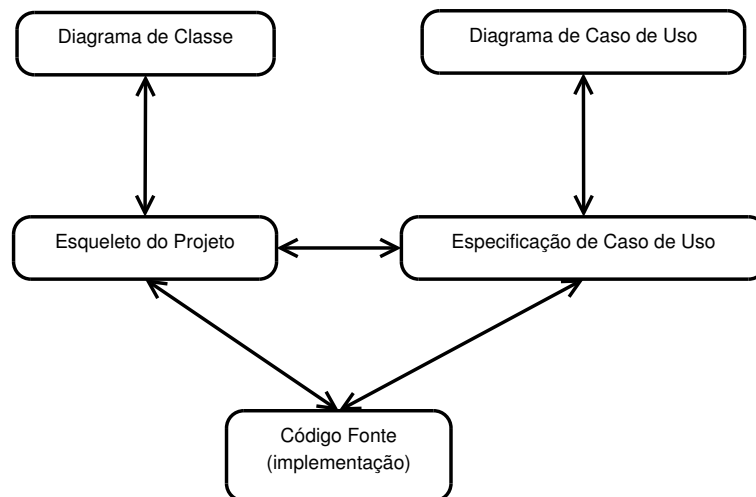 Diagrama de Classe
Diagrama de Caso de Uso
Esqueleto do Projeto
Especificação de Caso de Uso
Código Fonte
(implementação)